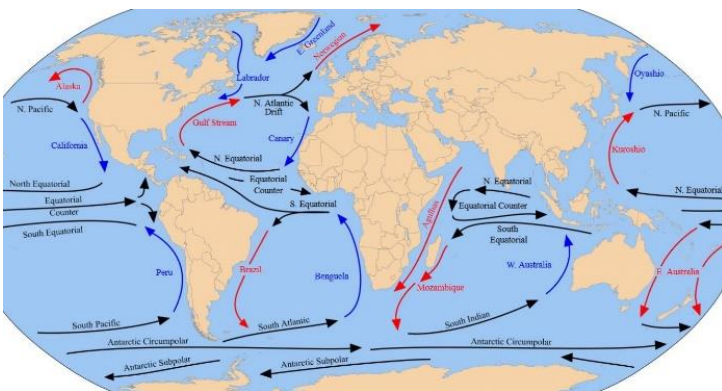 E. Greenland
Norwegian
Labrador
Oyashio
Alaska
N. Pacific
N. Atlantic
Drift
N. Pacific
Gulf Stream
California
Canary
Kuroshio
N. Equatorial
Equatorial
Counter
North Equatorial
N. Equatorial
N. Equatorial
Equatorial
Counter
S. Equatorial
Equatorial Counter
South Equatorial
South
Equatorial
Agulhas
Peru
Brazil
Benguela
Mozambique
W. Australia
E. Australia
South Pacific
South Atlantic
South Indian
Antarctic Circumpolar
Antarctic Circumpolar
Antarctic Subpolar
Antarctic Subpolar